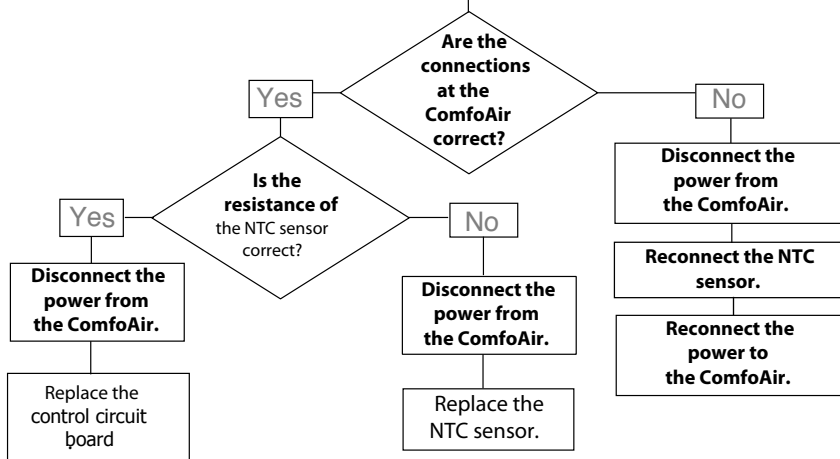 Are the
connections
at the
ComfoAir
correct?
Yes
No
Is the
resistance of
the NTC sensor
correct?
Yes
No
Disconnect the
power from
the ComfoAir.
Reconnect the NTC
sensor.
Reconnect the
power to
the ComfoAir.
Disconnect the
power from
the ComfoAir.
Replace the
control circuit
board
Disconnect the
power from
the ComfoAir.
Replace the
NTC sensor.